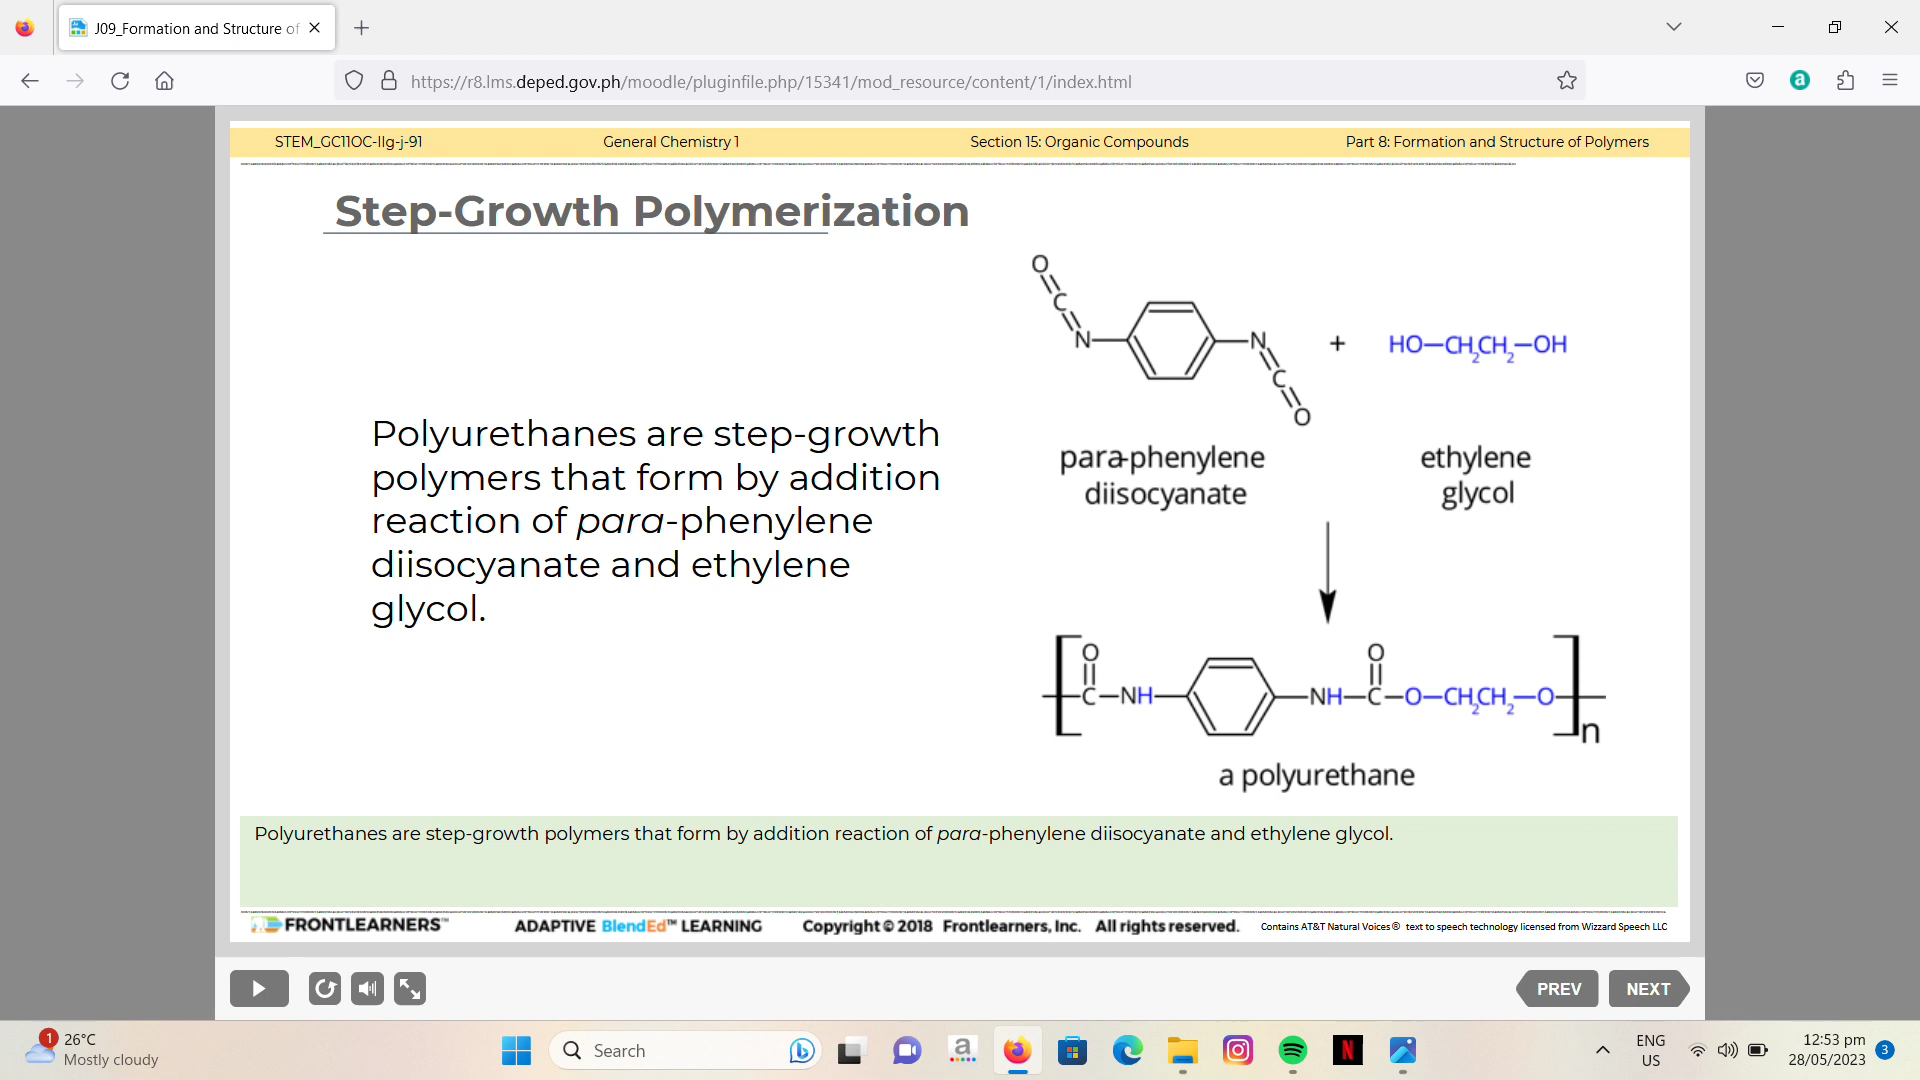 J09_Formation and Structure of
https://r8.lms.deped.gov.ph/moodle/pluginfile.php/15341/mod_resource/content/1/index.html
STEM_GC11OC-IIg-j-91 General Chemistry 1 Section 15: Organic Compounds Part 8: Formation and Structure of Polymers
Step-Growth Polymerization
Polyurethanes are step-growth
polymers that form by addition
reaction of para-phenylene
diisocyanate and ethylene
glycol.
O
C
N N + HO—CH₂CH₂—OH
C
O
para-phenylene
diisocyanate
ethylene
glycol
O O
C—NH NH—C—O—CH₂CH₂—O
n
a polyurethane
Polyurethanes are step-growth polymers that form by addition reaction of para-phenylene diisocyanate and ethylene glycol.
FRONTLEARNERS™ ADAPTIVE BlendEd™ LEARNING Copyright © 2018 Frontlearners, Inc. All rights reserved. Contains AT&T Natural Voices® text to speech technology licensed from Wizzard Speech LLC
PREV NEXT
1 26°C
Mostly cloudy
Search
ENG
US
12:53 pm
28/05/2023
3